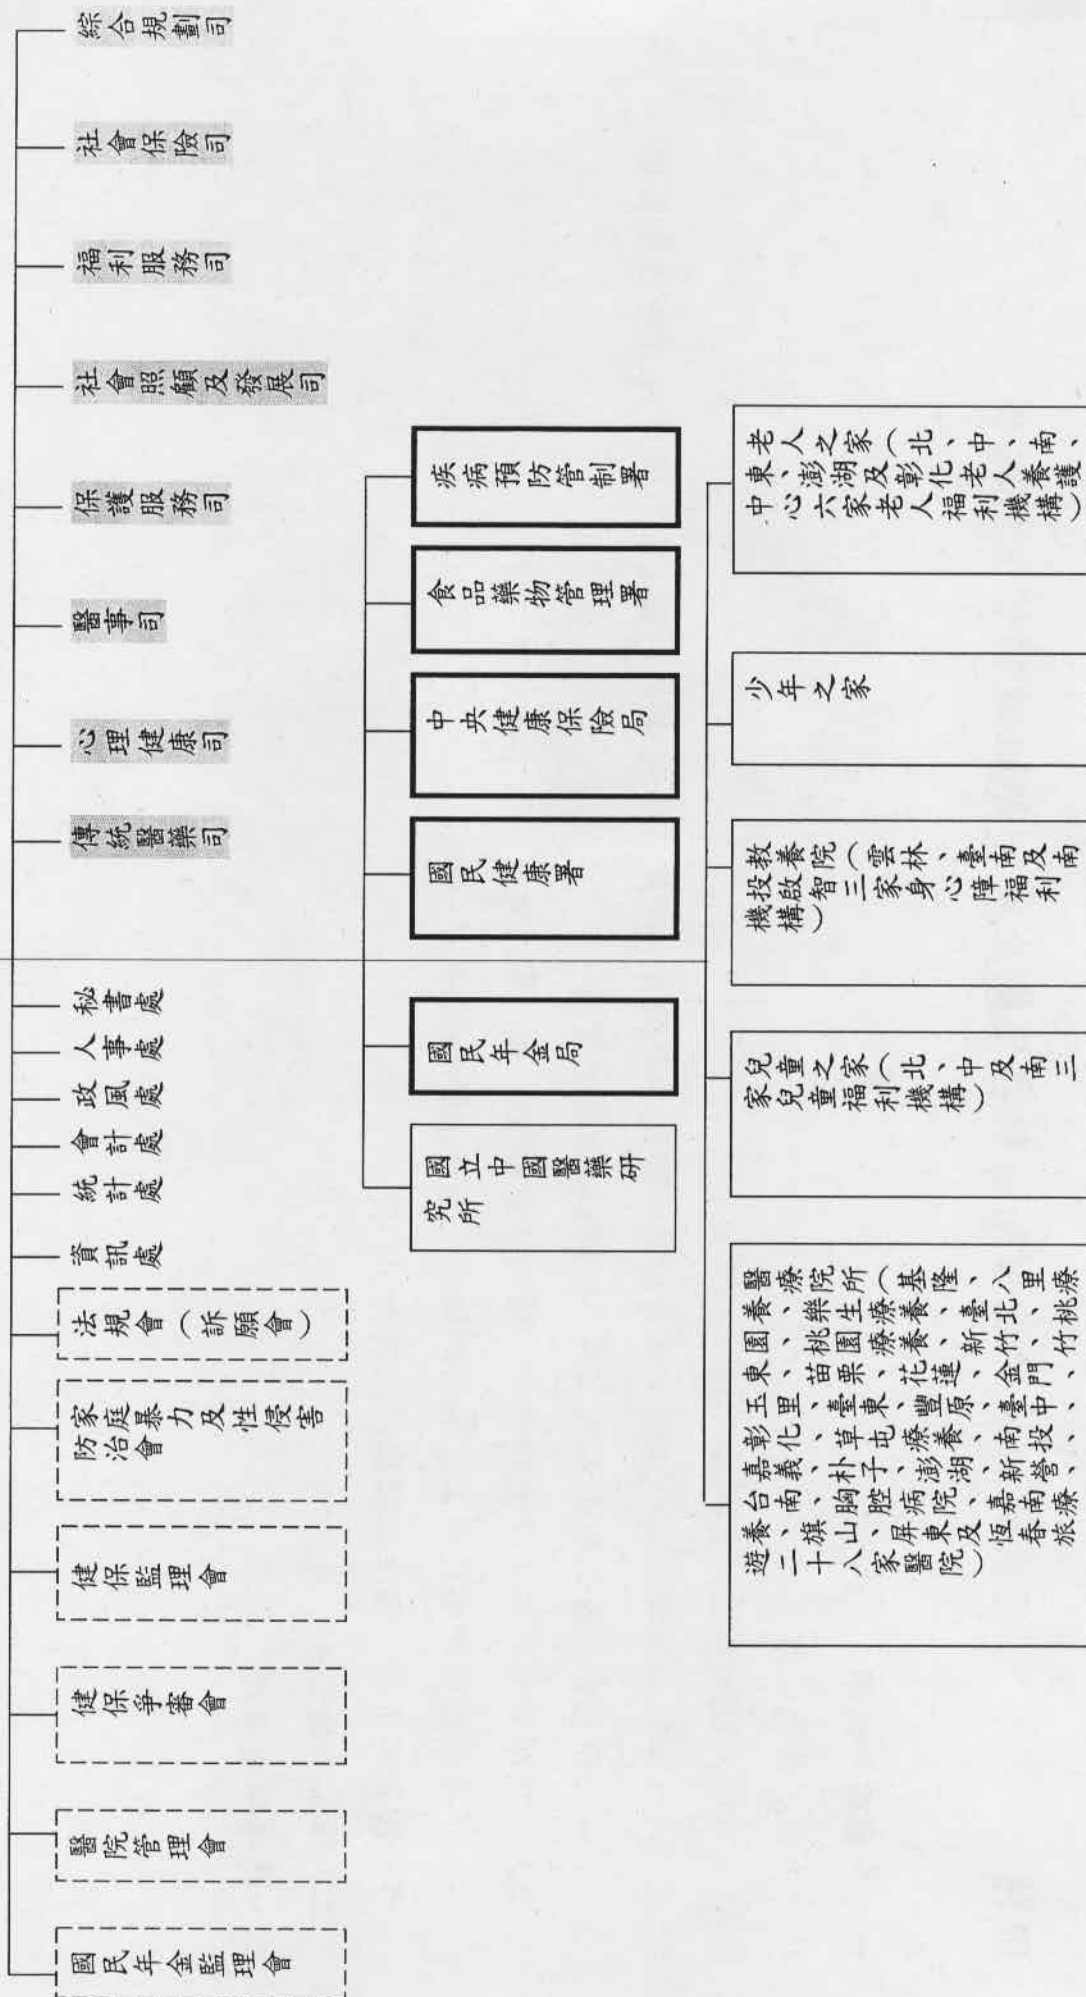 綜合規劃司
社會保險司
福利服務司
社會照顧及發展司
保護服務司
醫事司
心理健康司
傳統醫藥司
秘書處
人事處
政風處
會計處
統計處
資訊處
法規會（訴願會）
家庭暴力及性侵害
防治會
健保監理會
健保爭審會
醫院管理會
國民年金監理會
疾病預防管制署
食品藥物管理署
中央健康保險局
國民健康署
國民年金局
國立中國醫藥研
究所
老人之家（北、中、南、
東、澎湖及彰化老人養護
中心六家老人福利機構）
少年之家
教養院（雲林、臺南及南
投啟智三家身心障福利
機構）
兒童之家（北、中及南三
家兒童福利機構）
醫療院所（基隆、八里療
養、樂生療養、臺北、桃
園、桃園療養、新竹、竹
東、苗栗、花蓮、金門、
玉里、臺東、豐原、臺中、
彰化、草屯療養、南投、
嘉義、朴子、澎湖、新營、
台南、胸腔病院、嘉南療
養、旗山、屏東及恆春旅
遊二十八家醫院）